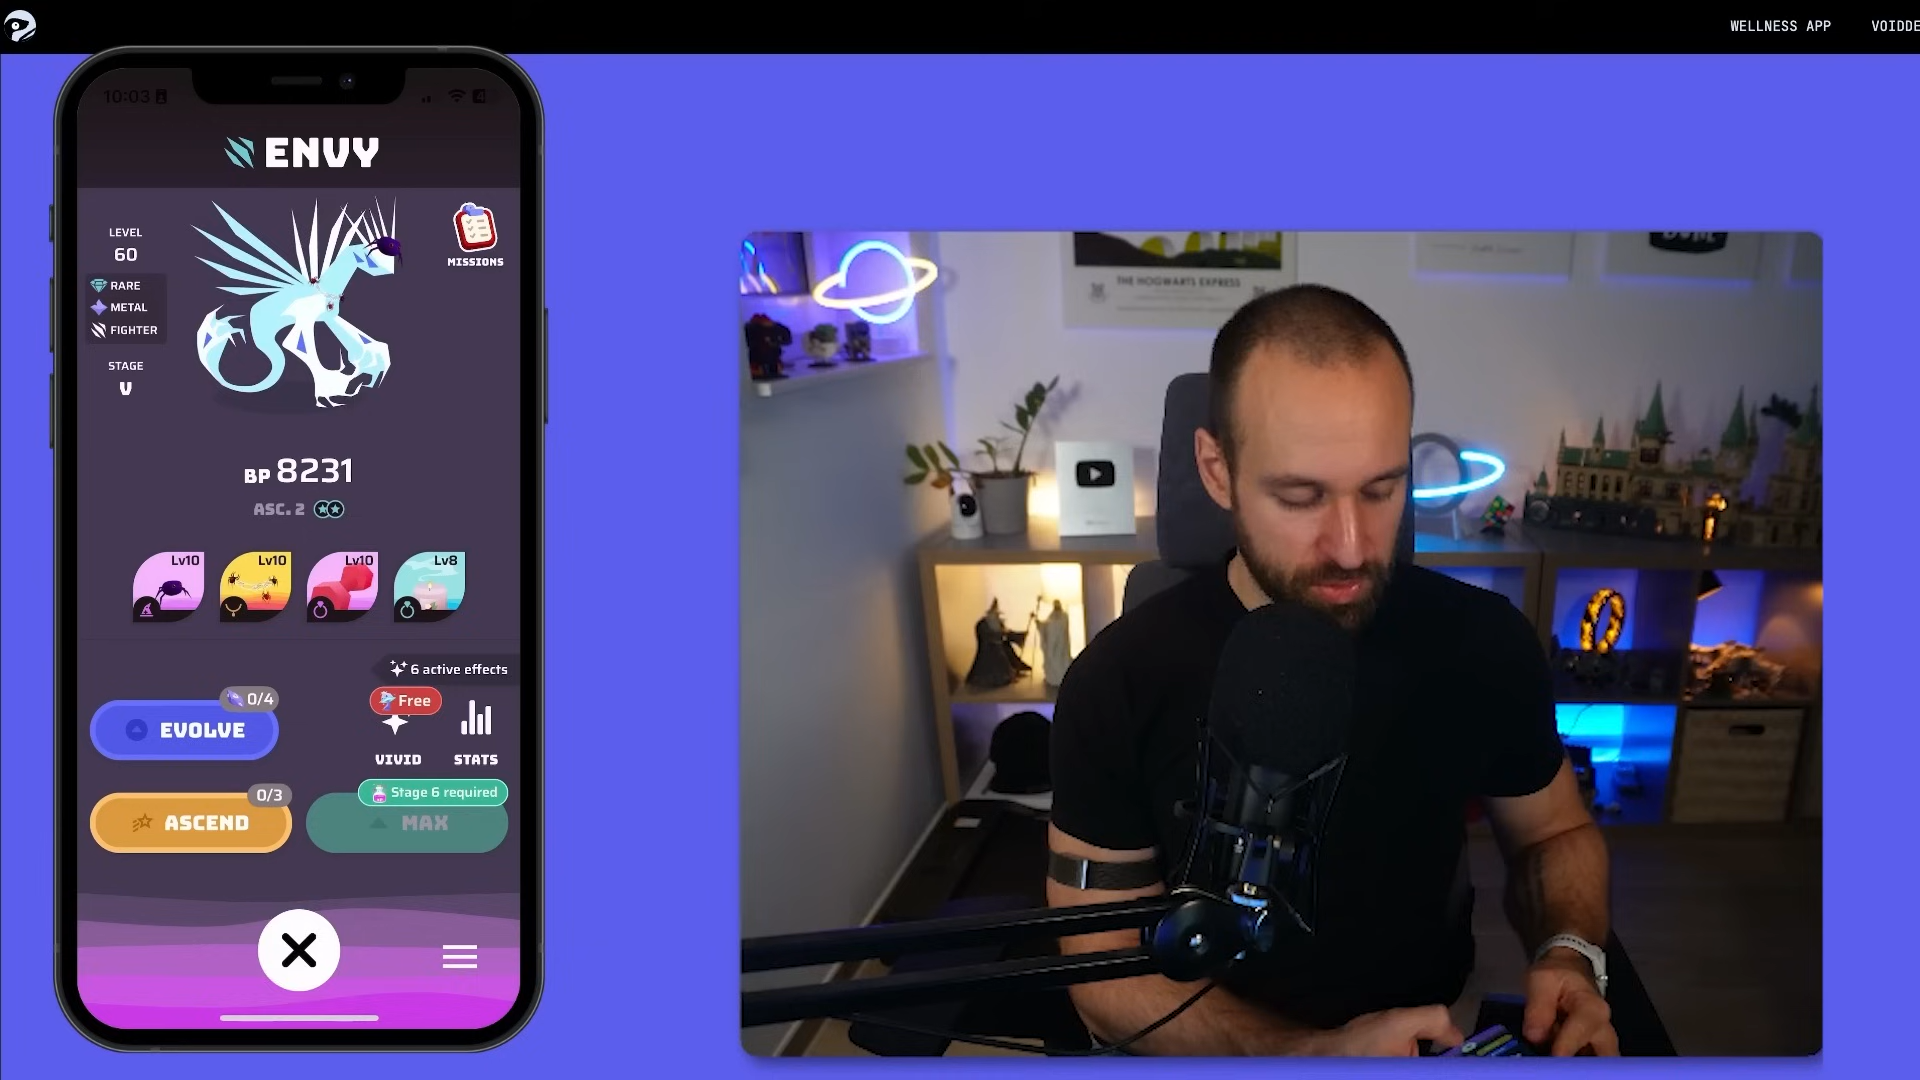 WELLNESS APP
10:03
ENVY
LEVEL
60
MISSIONS
RARE
METAL
FIGHTER
STAGE
V
BP 8231
ASC. 2
Lv10
Lv10
Lv10
Lv8
6 active effects
0/4
Free
EVOLVE
VIVID
STATS
0/3
Stage 6 required
ASCEND
MAX
THE HOGWARTS EXPRESS